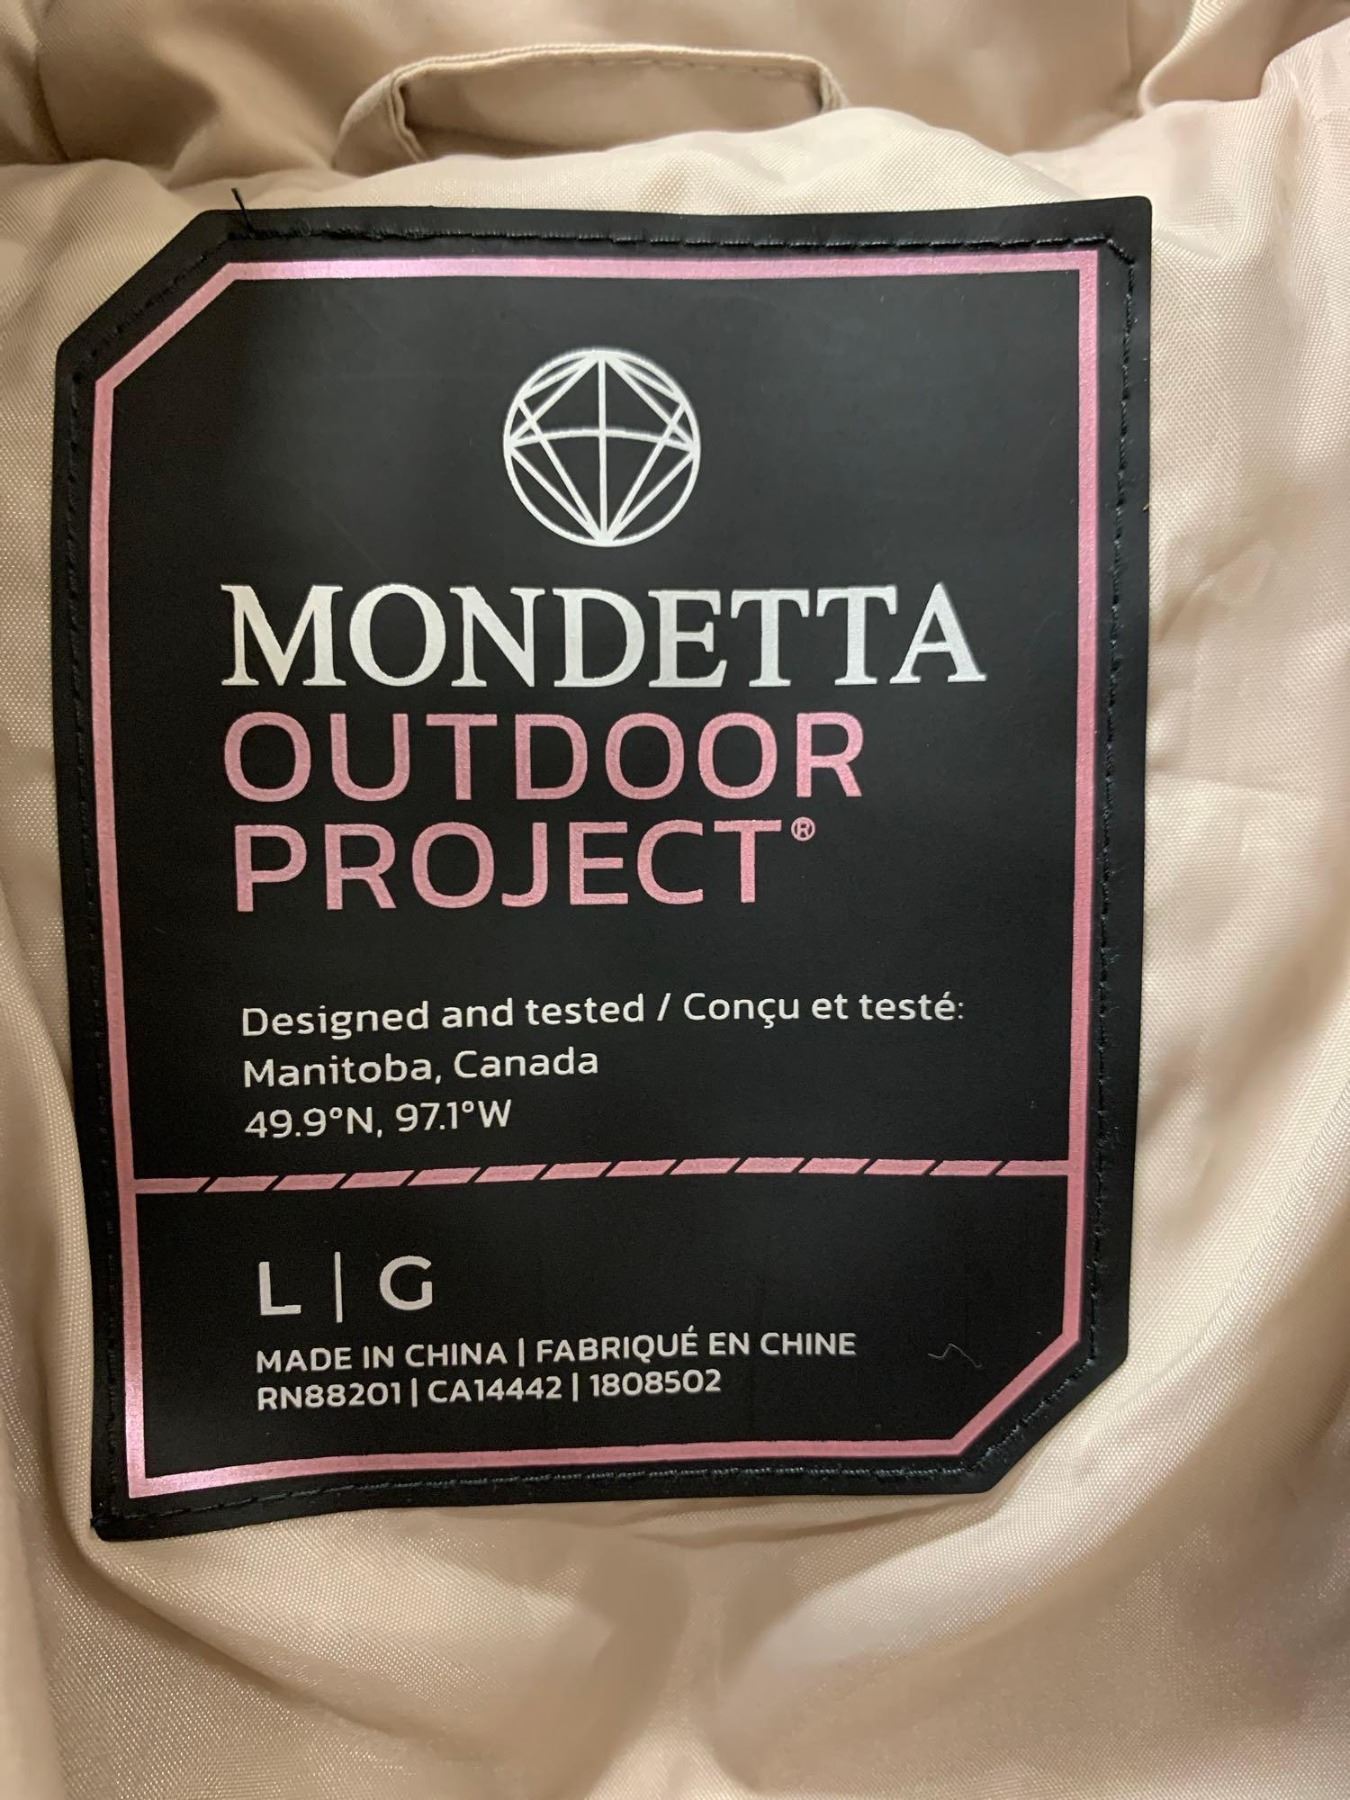 MONDETTA
OUTDOOR
PROJECT®
Designed and tested / Conçu et testé:
Manitoba, Canada
49.9°N, 97.1°W
L | G
MADE IN CHINA | FABRIQUÉ EN CHINE
RN88201 | CA14442 | 1808502